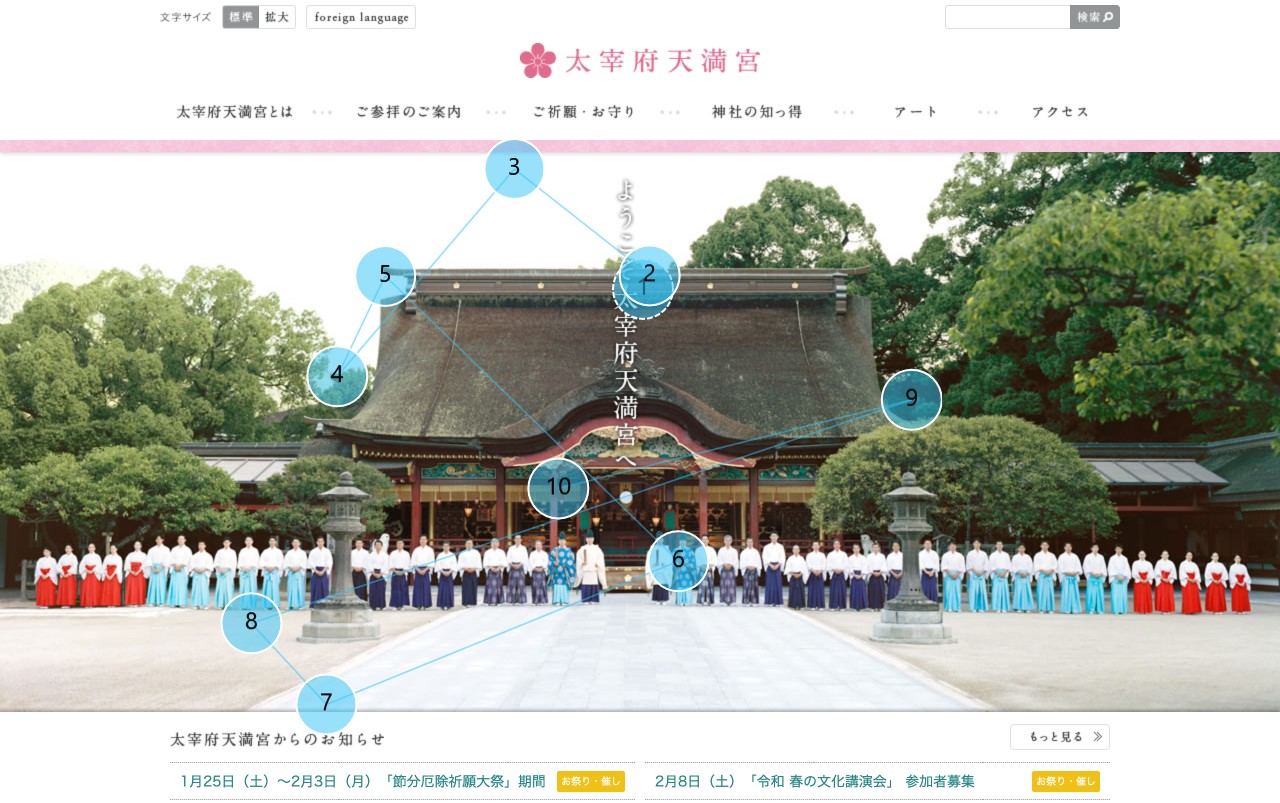 文字サイズ 標準 拡大 foreign language 検索
太宰府天満宮
太宰府天満宮とは ご参拝のご案内 ご祈願・お守り 神社の知っ得 アート アクセス
ようこ
太宰府天満宮へ
3
2
5
4
9
10
6
8
7
太宰府天満宮からのお知らせ もっと見る
1月25日（土）〜2月3日（月）「節分厄除祈願大祭」期間 お祭り・催し
2月8日（土）「令和 春の文化講演会」 参加者募集 お祭り・催し